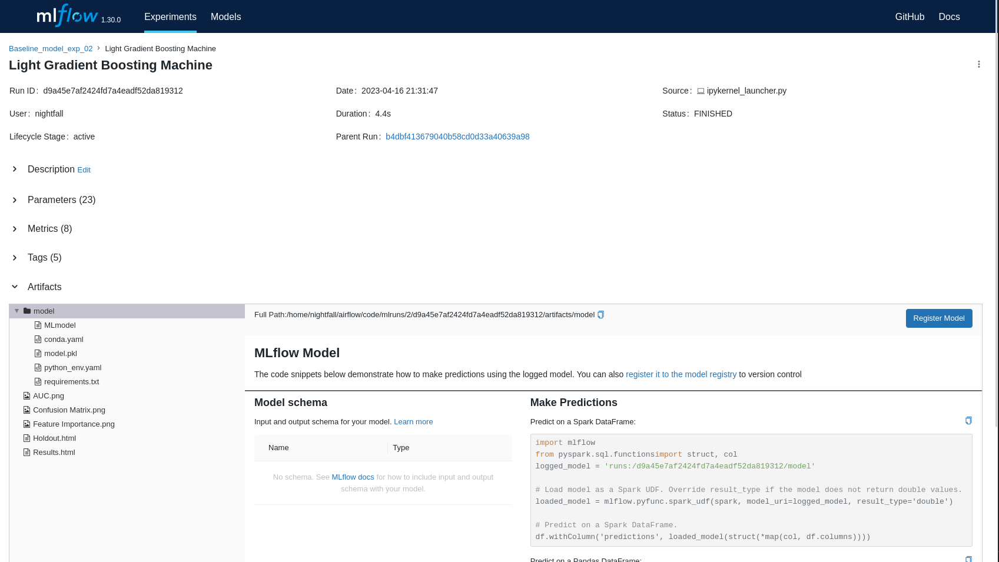 mlflow 1.30.0 Experiments Models GitHub Docs
Baseline_model_exp_02 › Light Gradient Boosting Machine
Light Gradient Boosting Machine
Run ID: d9a45e7af2424fd7a4eadf52da819312 Date: 2023-04-16 21:31:47 Source: ipykernel_launcher.py
User: nightfall Duration: 4.4s Status: FINISHED
Lifecycle Stage: active Parent Run: b4dbf413679040b58cd0d33a40639a98
Description Edit
Parameters (23)
Metrics (8)
Tags (5)
Artifacts
model
MLmodel
conda.yaml
model.pkl
python_env.yaml
requirements.txt
AUC.png
Confusion Matrix.png
Feature Importance.png
Holdout.html
Results.html
Full Path:/home/nightfall/airflow/code/mlruns/2/d9a45e7af2424fd7a4eadf52da819312/artifacts/model
Register Model
MLflow Model
The code snippets below demonstrate how to make predictions using the logged model. You can also register it to the model registry to version control
Model schema
Input and output schema for your model. Learn more
Name Type
No schema. See MLflow docs for how to include input and output
schema with your model.
Make Predictions
Predict on a Spark DataFrame:
import mlflow
from pyspark.sql.functionsimport struct, col
logged_model = 'runs:/d9a45e7af2424fd7a4eadf52da819312/model'
# Load model as a Spark UDF. Override result_type if the model does not return double values.
loaded_model = mlflow.pyfunc.spark_udf(spark, model_uri=logged_model, result_type='double')
# Predict on a Spark DataFrame.
df.withColumn('predictions', loaded_model(struct(*map(col, df.columns))))
Predict on a Pandas DataFrame: